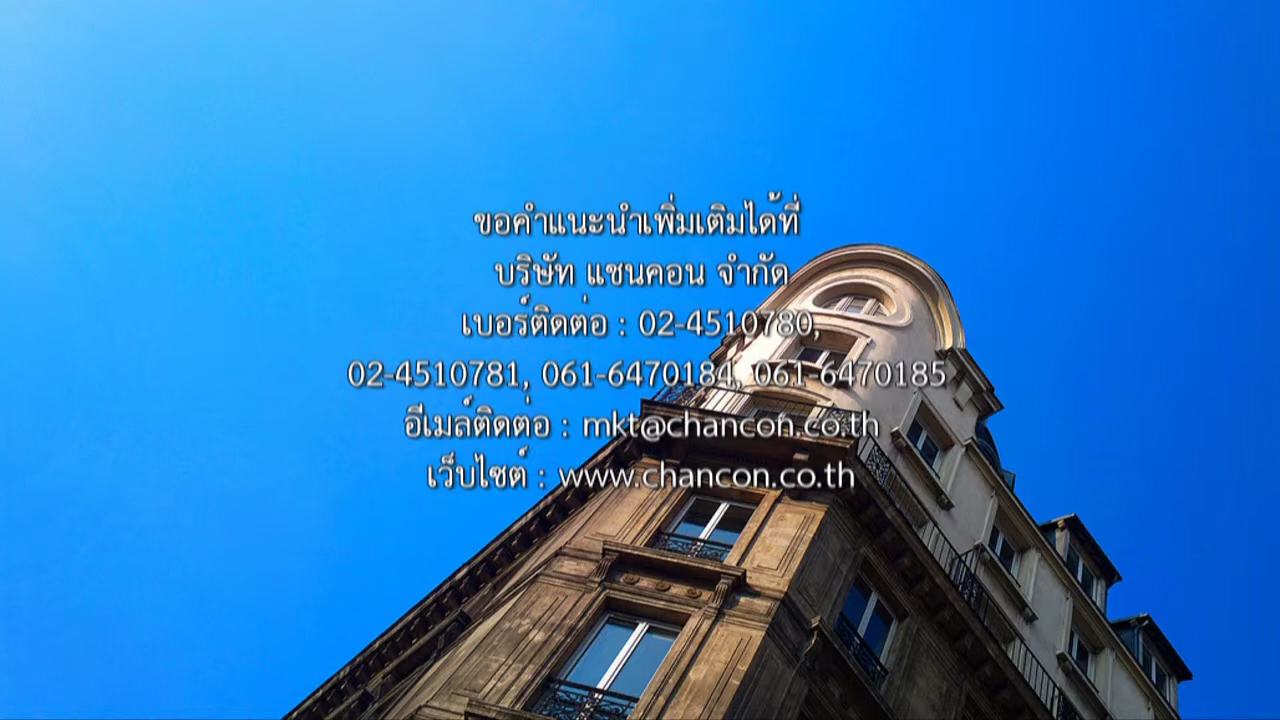 ขอคำแนะนำเพิ่มเติมได้ที่
บริษัท แชนคอน จำกัด
เบอร์ติดต่อ : 02-4510780,
02-4510781, 061-6470184, 061-6470185
อีเมล์ติดต่อ : mkt@chancon.co.th
เว็บไซต์ : www.chancon.co.th